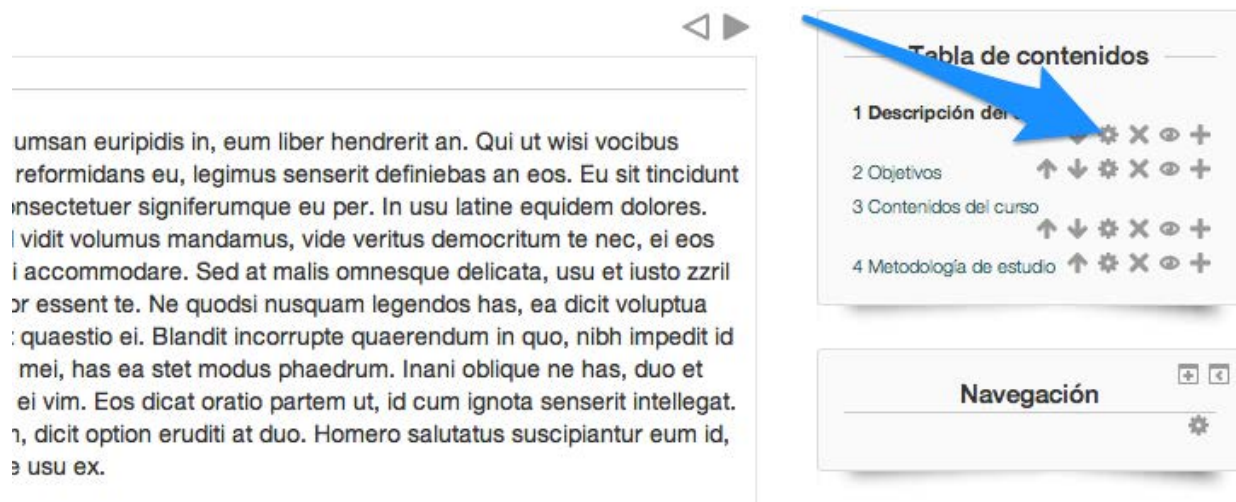 umsan euripidis in, eum liber hendrerit an. Qui ut wisi vocibus
reformidans eu, legimus senserit definiebas an eos. Eu sit tincidunt
onsectetuer signiferumque eu per. In usu latine equidem dolores.
vidit volumus mandamus, vide veritus democritum te nec, ei eos
i accommodare. Sed at malis omnesque delicata, usu et iusto zzril
or essent te. Ne quodsi nusquam legendos has, ea dicit voluptua
quaestio ei. Blandit incorrupte quaerendum in quo, nibh impedit id
mei, has ea stet modus phaedrum. Inani oblique ne has, duo et
ei vim. Eos dicat oratio partem ut, id cum ignota senserit intellegat.
, dicit option eruditi at duo. Homero salutatus suscipiantur eum id,
e usu ex.
Tabla de contenidos
1 Descripción del
2 Objetivos
3 Contenidos del curso
4 Metodología de estudio
Navegación